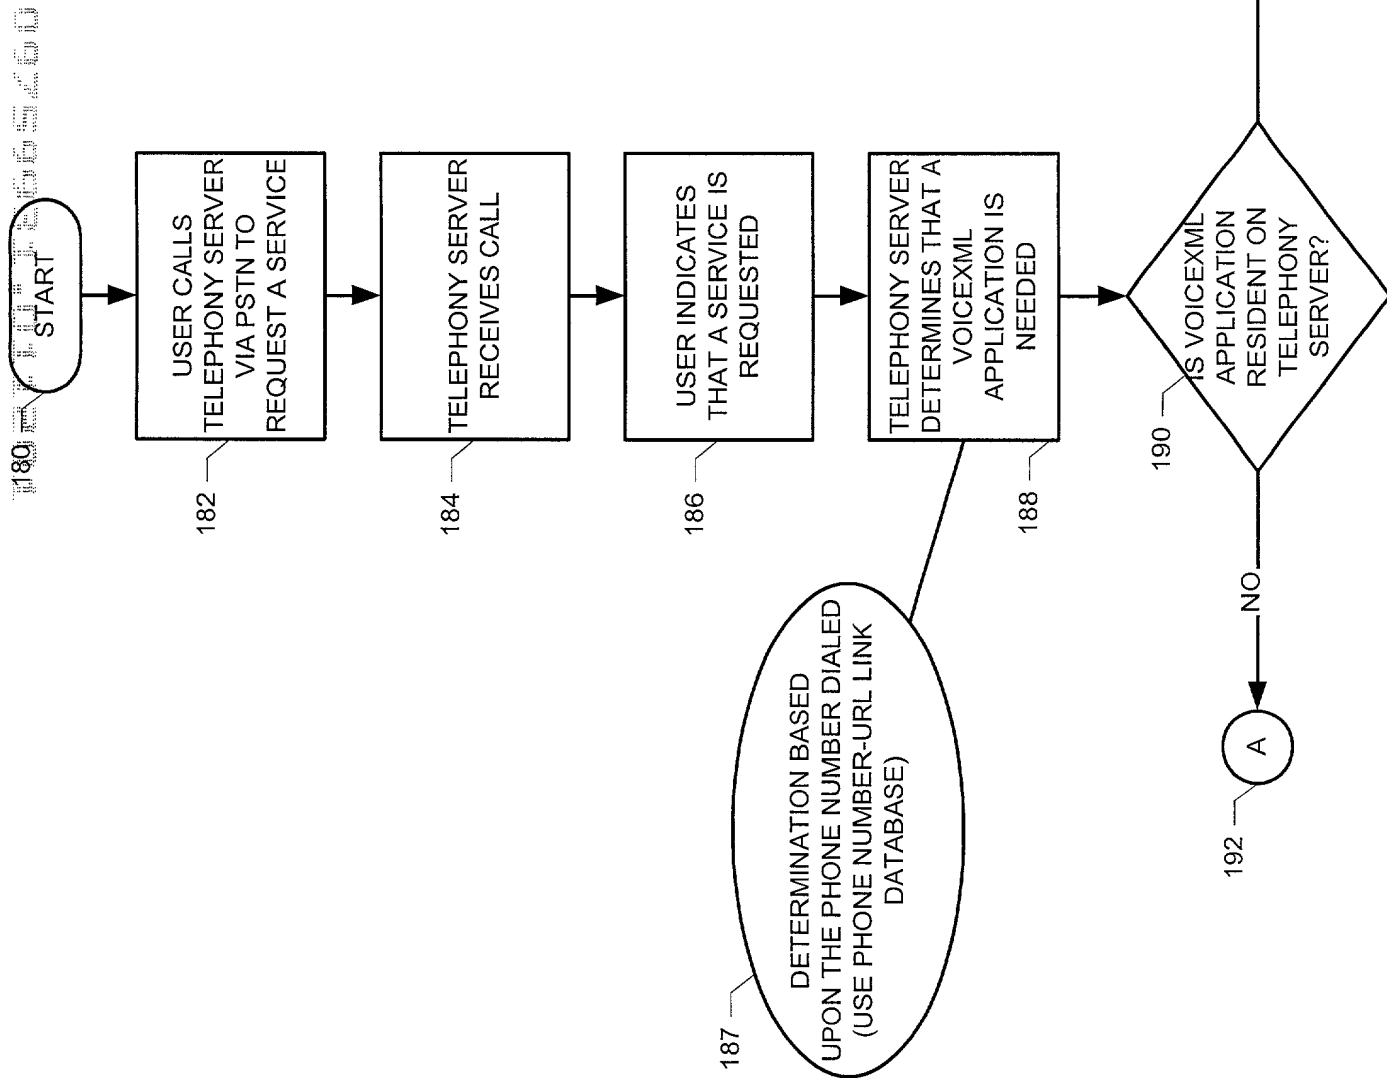 START
180
USER CALLS
TELEPHONY SERVER
VIA PSTN TO
REQUEST A SERVICE
182
TELEPHONY SERVER
RECEIVES CALL
184
USER INDICATES
THAT A SERVICE IS
REQUESTED
186
TELEPHONY SERVER
DETERMINES THAT A
VOICEXML
APPLICATION IS
NEEDED
188
DETERMINATION BASED
UPON THE PHONE NUMBER DIALED
(USE PHONE NUMBER-URL LINK
DATABASE)
187
IS VOICEXML
APPLICATION
RESIDENT ON
TELEPHONY
SERVER?
190
NO
A
192